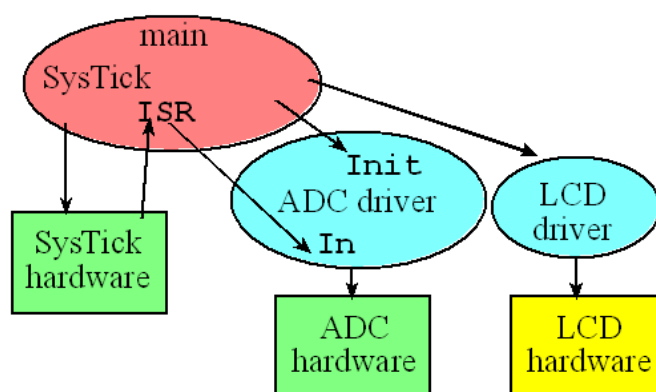 main
SysTick
ISR
Init
ADC driver
In
LCD
driver
SysTick
hardware
ADC
hardware
LCD
hardware